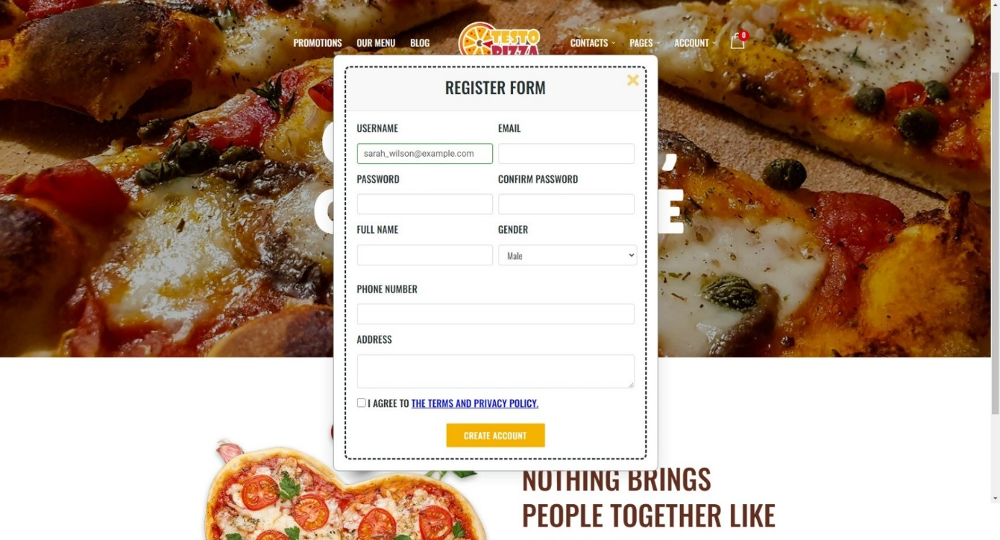 PROMOTIONS OUR MENU BLOG TESTO PIZZA CONTACTS PAGES ACCOUNT 0
REGISTER FORM
USERNAME EMAIL
sarah_wilson@example.com
PASSWORD CONFIRM PASSWORD
FULL NAME GENDER
Male
PHONE NUMBER
ADDRESS
I AGREE TO THE TERMS AND PRIVACY POLICY.
CREATE ACCOUNT
NOTHING BRINGS
PEOPLE TOGETHER LIKE